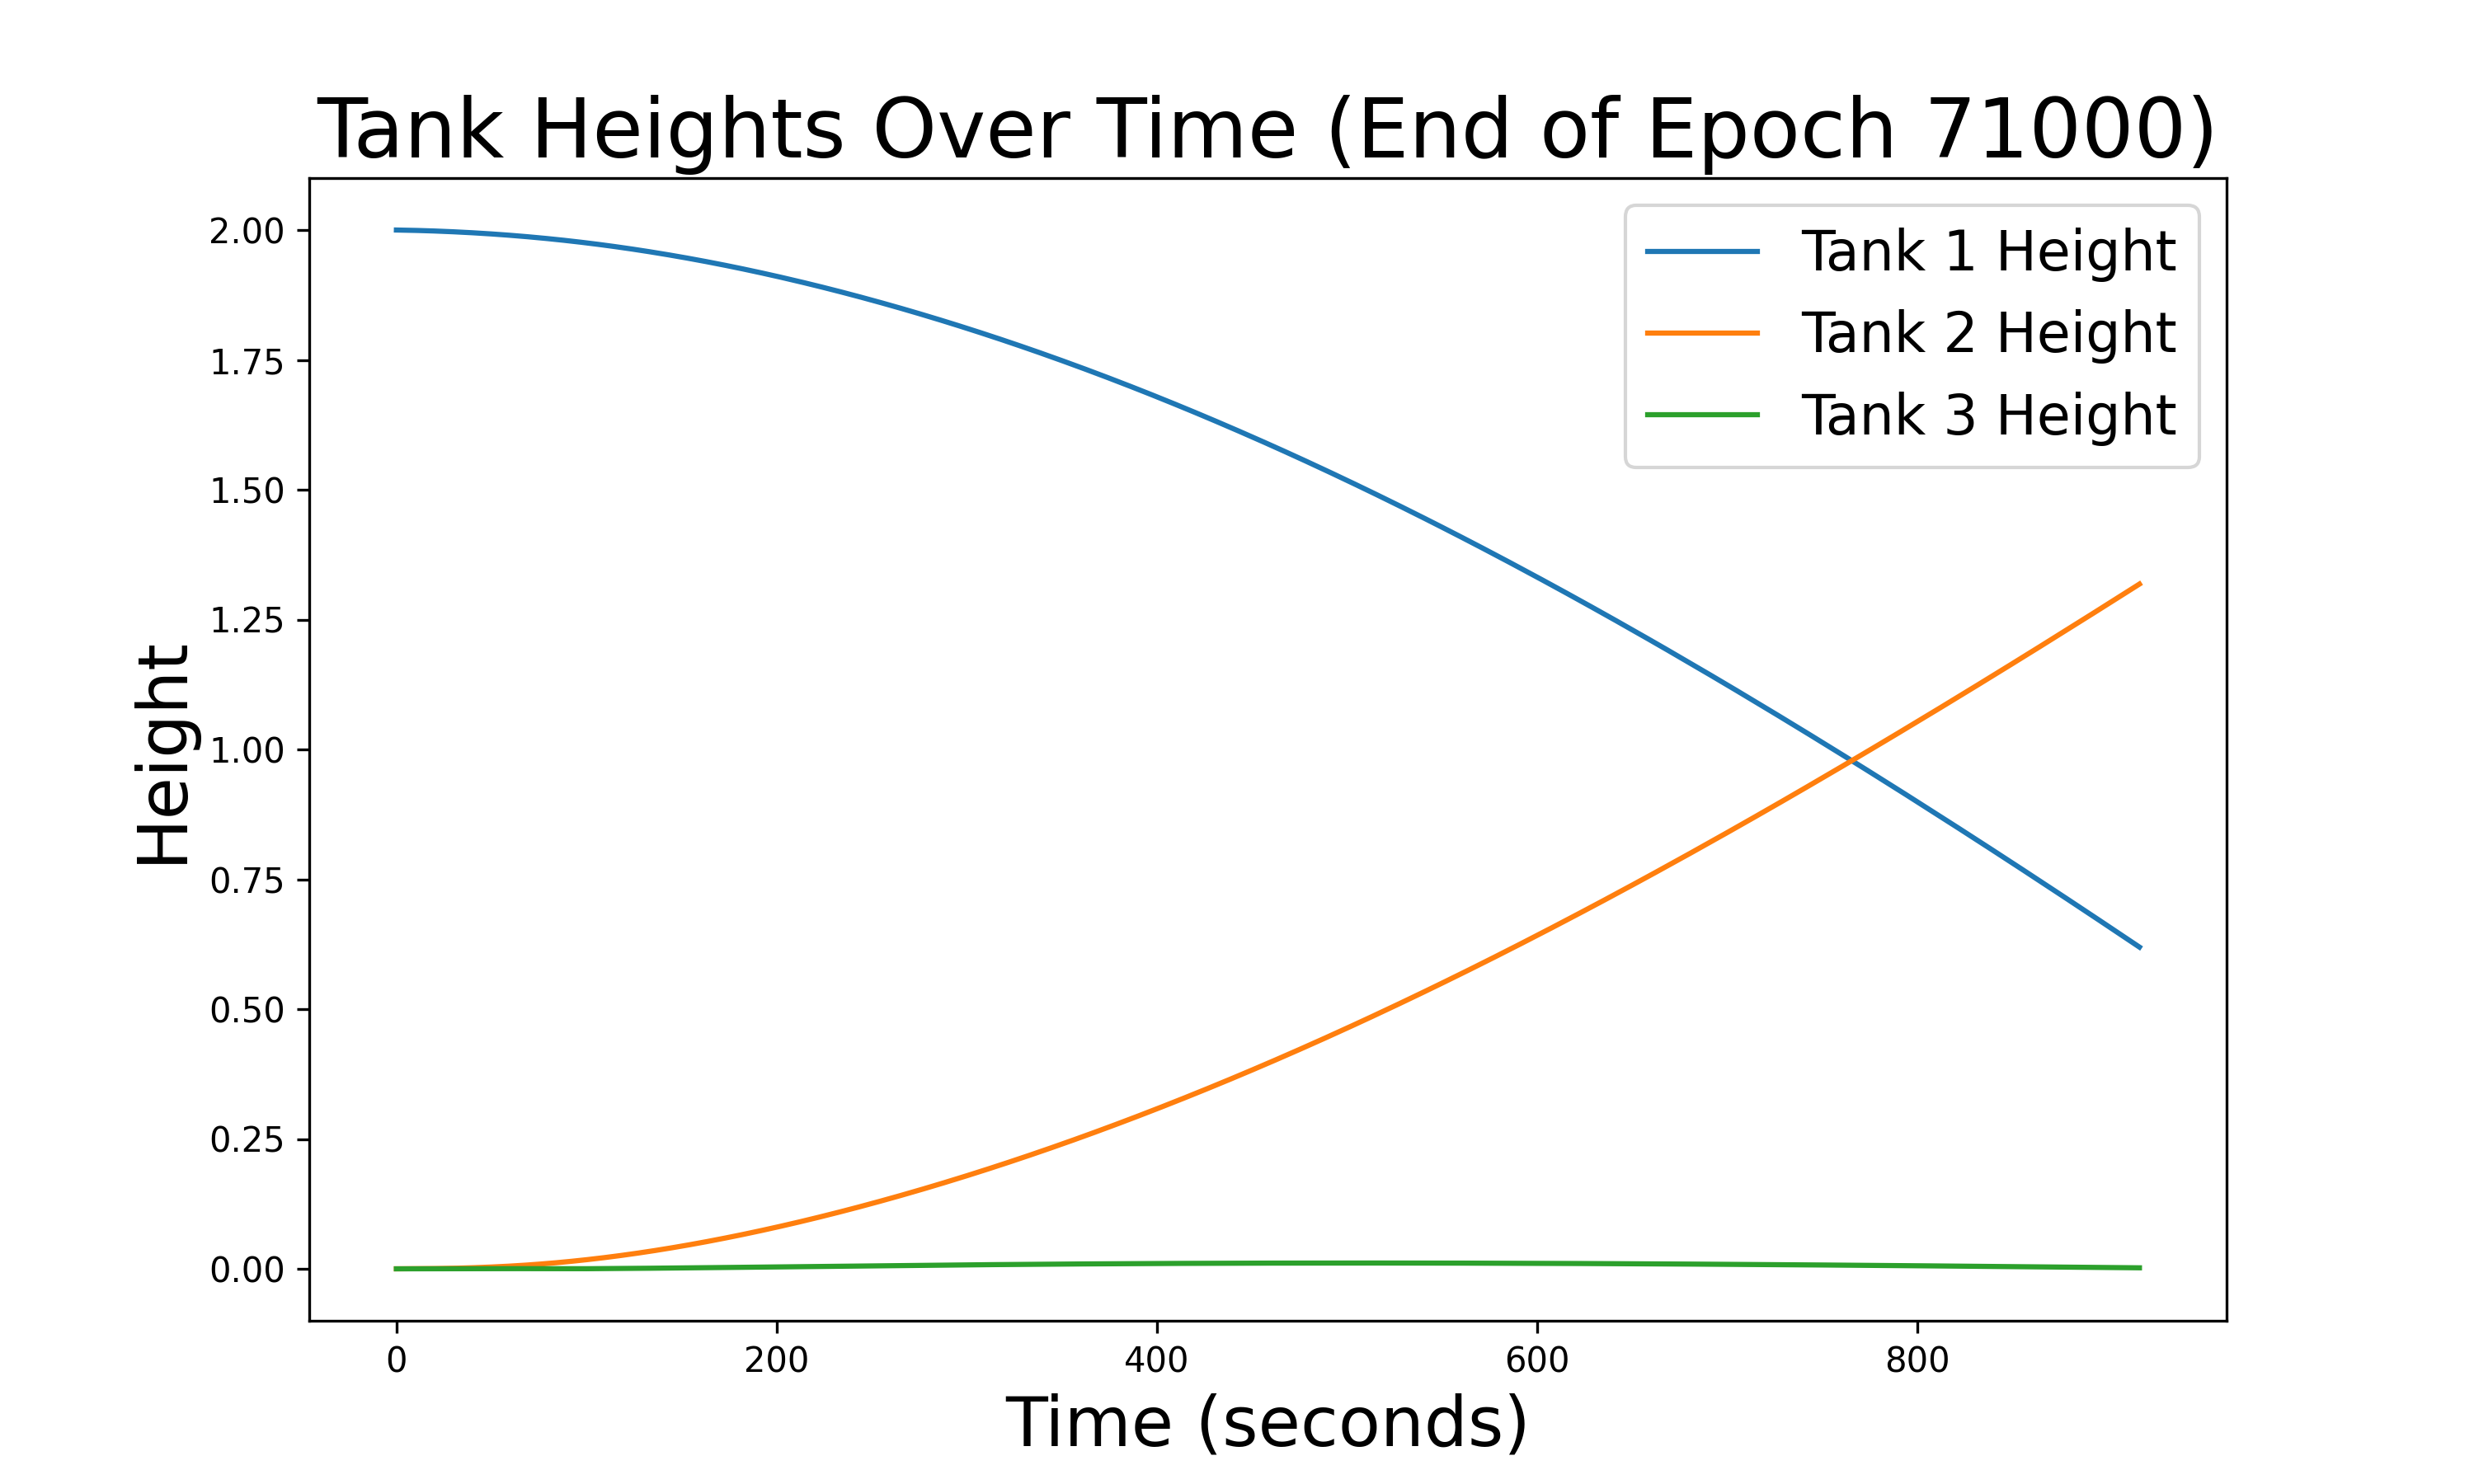 Tank Heights Over Time (End of Epoch 71000)
Tank 1 Height
Tank 2 Height
Tank 3 Height
Height
2.00
1.75
1.50
1.25
1.00
0.75
0.50
0.25
0.00
0 200 400 600 800
Time (seconds)